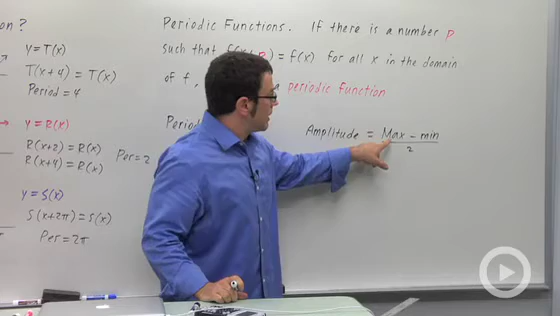 on?
y = T(x)
T(x+4) = T(x)
Period = 4
y = R(x)
R(x+2) = R(x)
R(x+4) = R(x)
Per = 2
y = S(x)
S(x+2π) = S(x)
Per = 2π
Periodic Functions. If there is a number p
such that f(x+p) = f(x) for all x in the domain
of f, periodic function
Period
Amplitude = Max - min
2